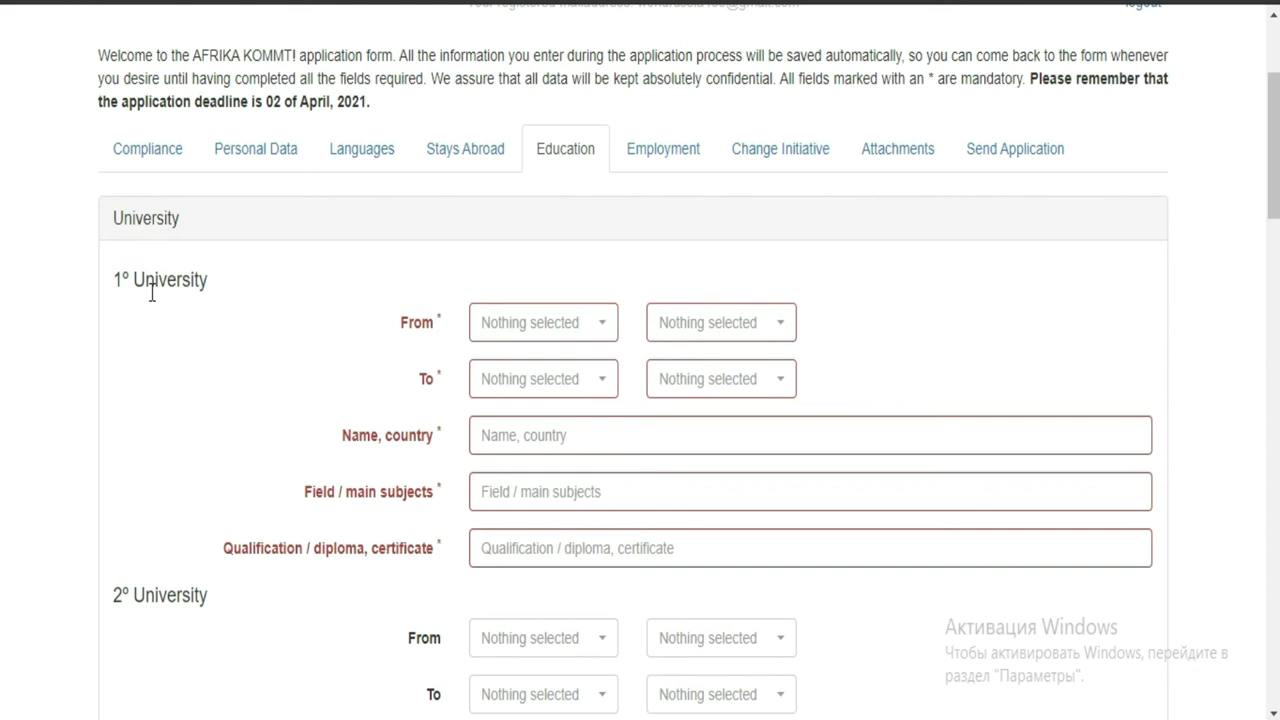 logout
Welcome to the AFRIKA KOMMT! application form. All the information you enter during the application process will be saved automatically, so you can come back to the form whenever
you desire until having completed all the fields required. We assure that all data will be kept absolutely confidential. All fields marked with an * are mandatory. Please remember that
the application deadline is 02 of April, 2021.
Compliance Personal Data Languages Stays Abroad Education Employment Change Initiative Attachments Send Application
University
1º University
From * Nothing selected Nothing selected
To * Nothing selected Nothing selected
Name, country * Name, country
Field / main subjects * Field / main subjects
Qualification / diploma, certificate * Qualification / diploma, certificate
2º University
From Nothing selected Nothing selected
To Nothing selected Nothing selected
Активация Windows
Чтобы активировать Windows, перейдите в
раздел "Параметры".